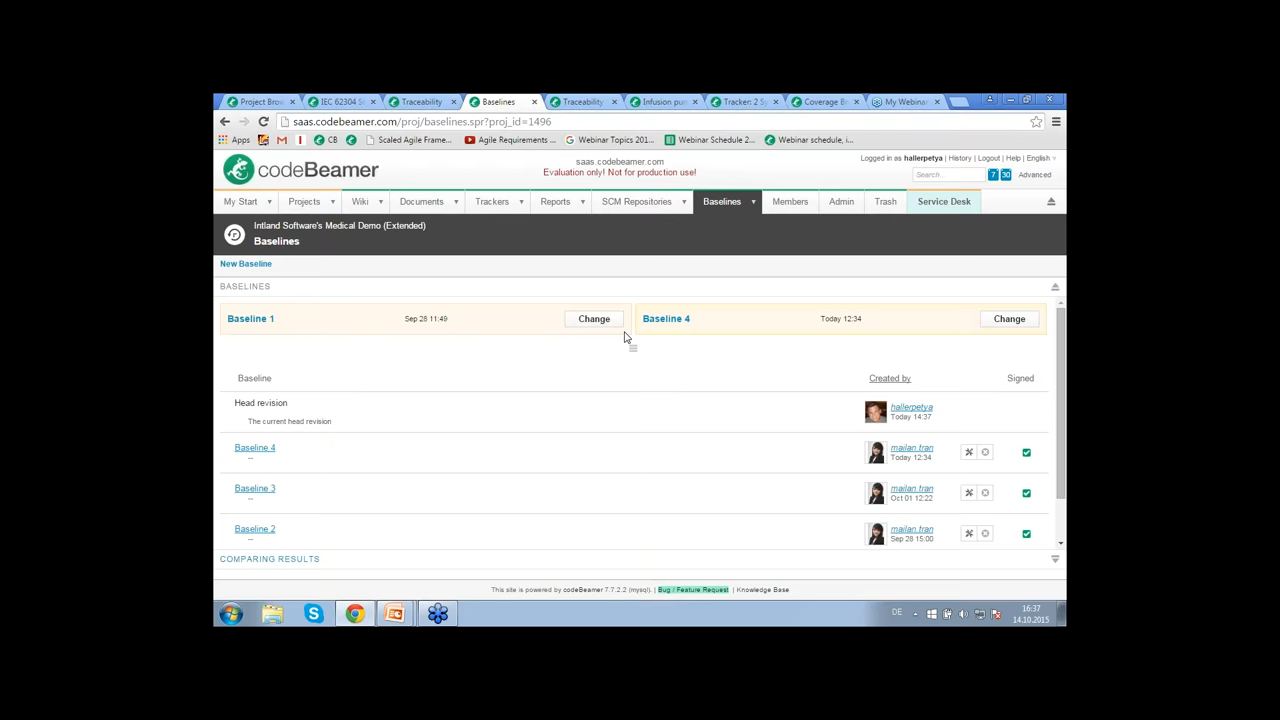 Project Brow
IEC 62304 S
Traceability
Baselines
Traceability
Infusion pum
Tracker: 2 Sy
Coverage Br
My Webinar
saas.codebeamer.com/proj/baselines.spr?proj_id=1496
Apps
CB
Scaled Agile Frame...
Agile Requirements ...
Webinar Topics 201...
Webinar Schedule 2...
Webinar schedule, i...
codeBeamer
saas.codebeamer.com
Evaluation only! Not for production use!
Logged in as hallerpetya | History | Logout | Help | English
Search...
7
30
Advanced
My Start
Projects
Wiki
Documents
Trackers
Reports
SCM Repositories
Baselines
Members
Admin
Trash
Service Desk
Intland Software's Medical Demo (Extended)
Baselines
New Baseline
BASELINES
Baseline 1
Sep 28 11:49
Change
Baseline 4
Today 12:34
Change
Baseline
Created by
Signed
Head revision
The current head revision
hallerpetya
Today 14:37
Baseline 4
--
mailan.tran
Today 12:34
Baseline 3
--
mailan.tran
Oct 01 12:22
Baseline 2
--
mailan.tran
Sep 28 15:00
COMPARING RESULTS
This site is powered by codeBeamer 7.7.2.2 (mysql). | Bug / Feature Request | Knowledge Base
DE
16:37
14.10.2015